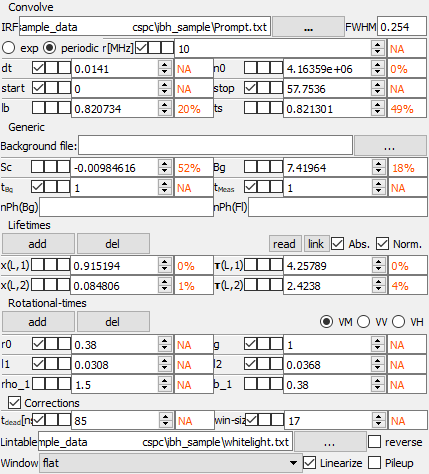 Convolve
IRF ample_data cspc\ibh_sample\Prompt.txt ... FWHM 0.254
exp periodic r[MHz] 10 NA
dt 0.0141 NA n0 4.16359e+06 0%
start 0 NA stop 57.7536 NA
lb 0.820734 20% ts 0.821301 49%
Generic
Background file: ...
Sc -0.00984616 52% Bg 7.41964 18%
tBg 1 NA tMeas 1 NA
nPh(Bg) nPh(Fl)
Lifetimes
add del read link Abs. Norm.
x(L,1) 0.915194 0% τ(L,1) 4.25789 0%
x(L,2) 0.084806 1% τ(L,2) 2.4238 4%
Rotational-times
add del VM VV VH
r0 0.38 NA g 1 NA
l1 0.0308 NA l2 0.0368 NA
rho_1 1.5 NA b_1 0.38 NA
Corrections
tdead[ns 85 NA win-siz 17 NA
Lintable mple_data cspc\ibh_sample\whitelight.txt ... reverse
Window flat Linearize Pileup